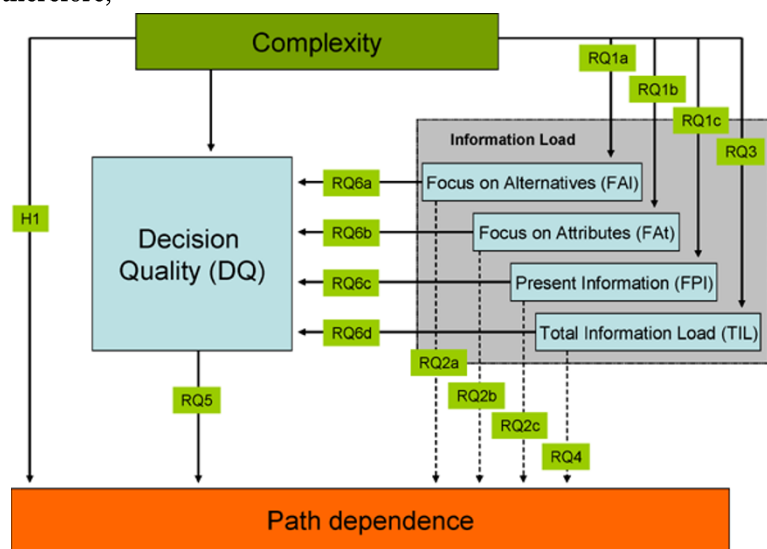 therefore,
Complexity
RQ1a
RQ1b
RQ1c
RQ3
Information Load
RQ6a
Focus on Alternatives (FAl)
H1
Decision
Quality (DQ)
RQ6b
Focus on Attributes (FAt)
RQ6c
Present Information (FPI)
RQ6d
Total Information Load (TIL)
RQ2a
RQ5
RQ2b
RQ2c
RQ4
Path dependence